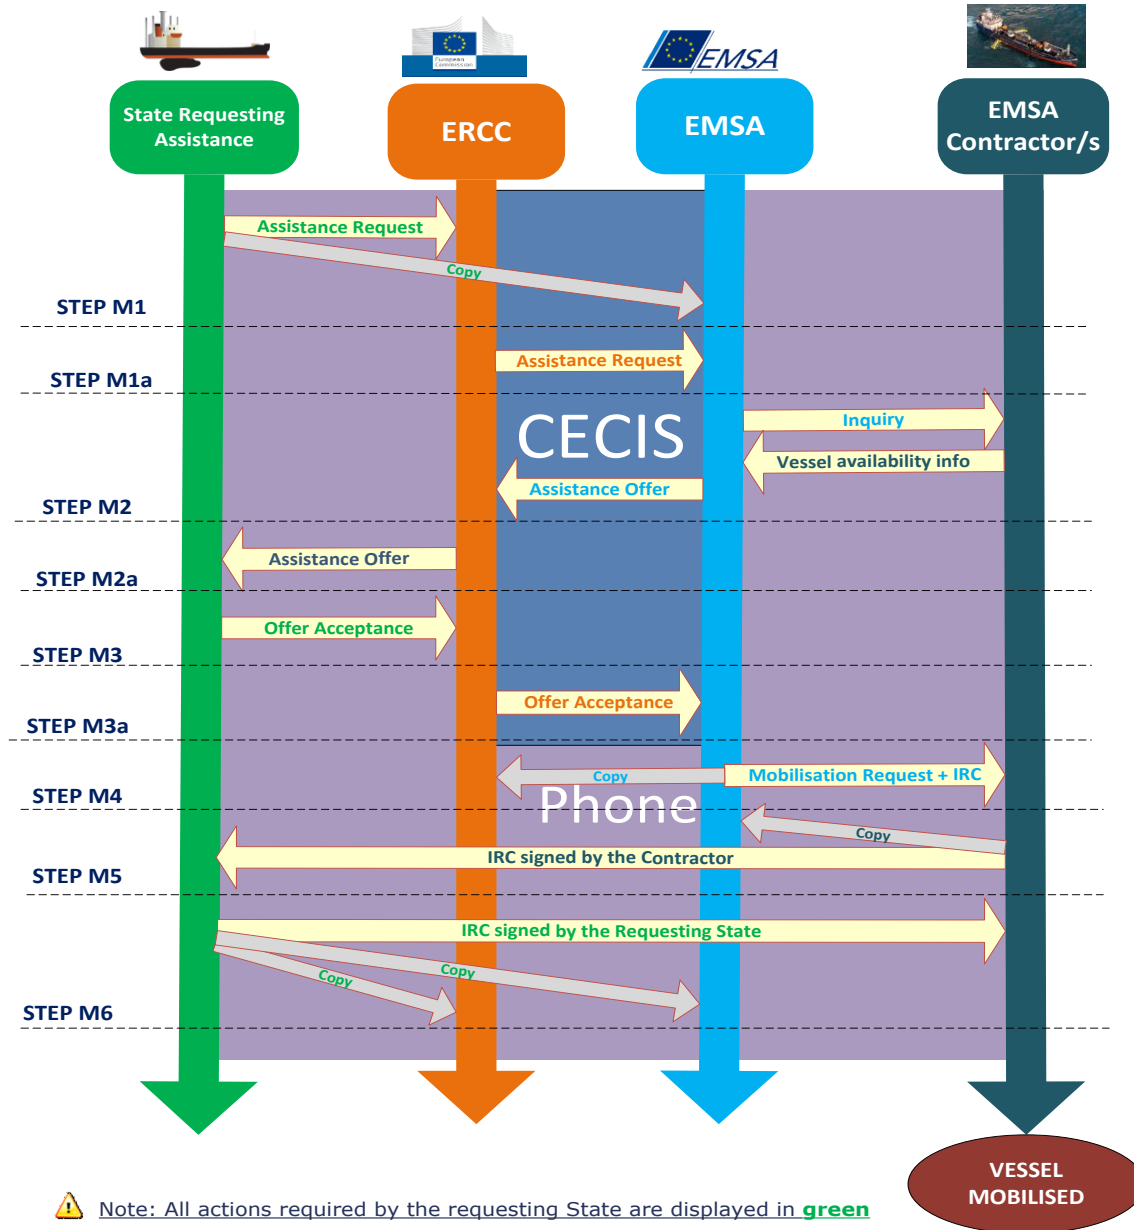 European
Commission
EMSA
State Requesting
Assistance
ERCC
EMSA
EMSA
Contractor/s
Assistance Request
Copy
STEP M1
Assistance Request
STEP M1a
Inquiry
CECIS
Vessel availability info
Assistance Offer
STEP M2
Assistance Offer
STEP M2a
Offer Acceptance
STEP M3
Offer Acceptance
STEP M3a
Copy
Mobilisation Request + IRC
STEP M4
Phone
Copy
IRC signed by the Contractor
STEP M5
IRC signed by the Requesting State
Copy
Copy
STEP M6
VESSEL
MOBILISED
Note: All actions required by the requesting State are displayed in green